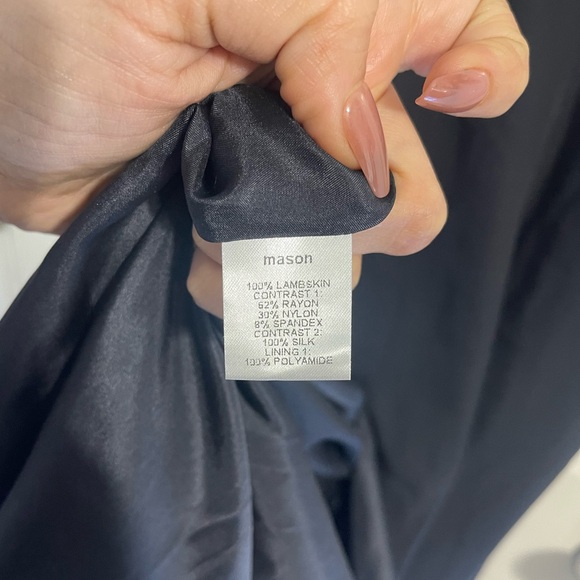 mason
100% LAMBSKIN
CONTRAST 1:
62% RAYON
30% NYLON
8% SPANDEX
CONTRAST 2:
100% SILK
LINING 1:
100% POLYAMIDE